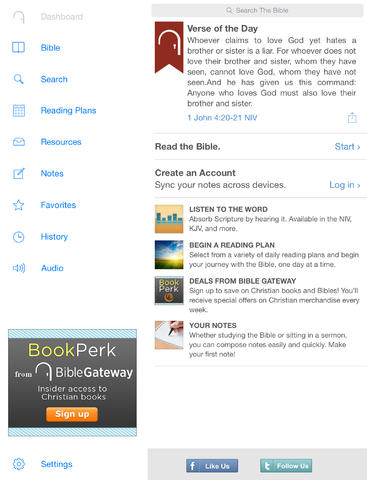 Dashboard
Bible
Search
Reading Plans
Resources
Notes
Favorites
History
Audio
BookPerk
from BibleGateway
Insider access to
Christian books
Sign up
Settings
Search The Bible
Verse of the Day
Whoever claims to love God yet hates a
brother or sister is a liar. For whoever does not
love their brother and sister, whom they have
seen, cannot love God, whom they have not
seen.And he has given us this command:
Anyone who loves God must also love their
brother and sister.
1 John 4:20-21 NIV
Read the Bible.
Start ›
Create an Account
Sync your notes across devices.
Log in ›
LISTEN TO THE WORD
Absorb Scripture by hearing it. Available in the NIV,
KJV, and more.
BEGIN A READING PLAN
Select from a variety of daily reading plans and begin
your journey with the Bible, one day at a time.
Book
Perk
DEALS FROM BIBLE GATEWAY
Sign up to save on Christian books and Bibles! You'll
receive special offers on Christian merchandise every
week.
YOUR NOTES
Whether studying the Bible or sitting in a sermon,
you can compose notes easily and quickly. Make
your first note!
f Like Us
t Follow Us